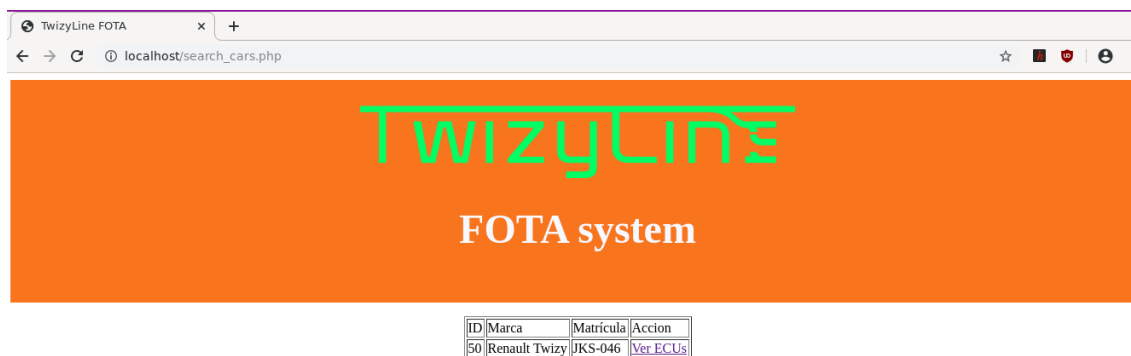 TwizyLine FOTA
localhost/search_cars.php
TwizyLine
FOTA system
ID Marca Matrícula Accion
50 Renault Twizy JKS-046 Ver ECUs